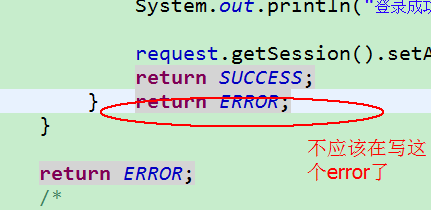 System.out.println("登录成功
request.getSession().setA
return SUCCESS;
} return ERROR;
}
不应该在写这
个error了
return ERROR;
/*